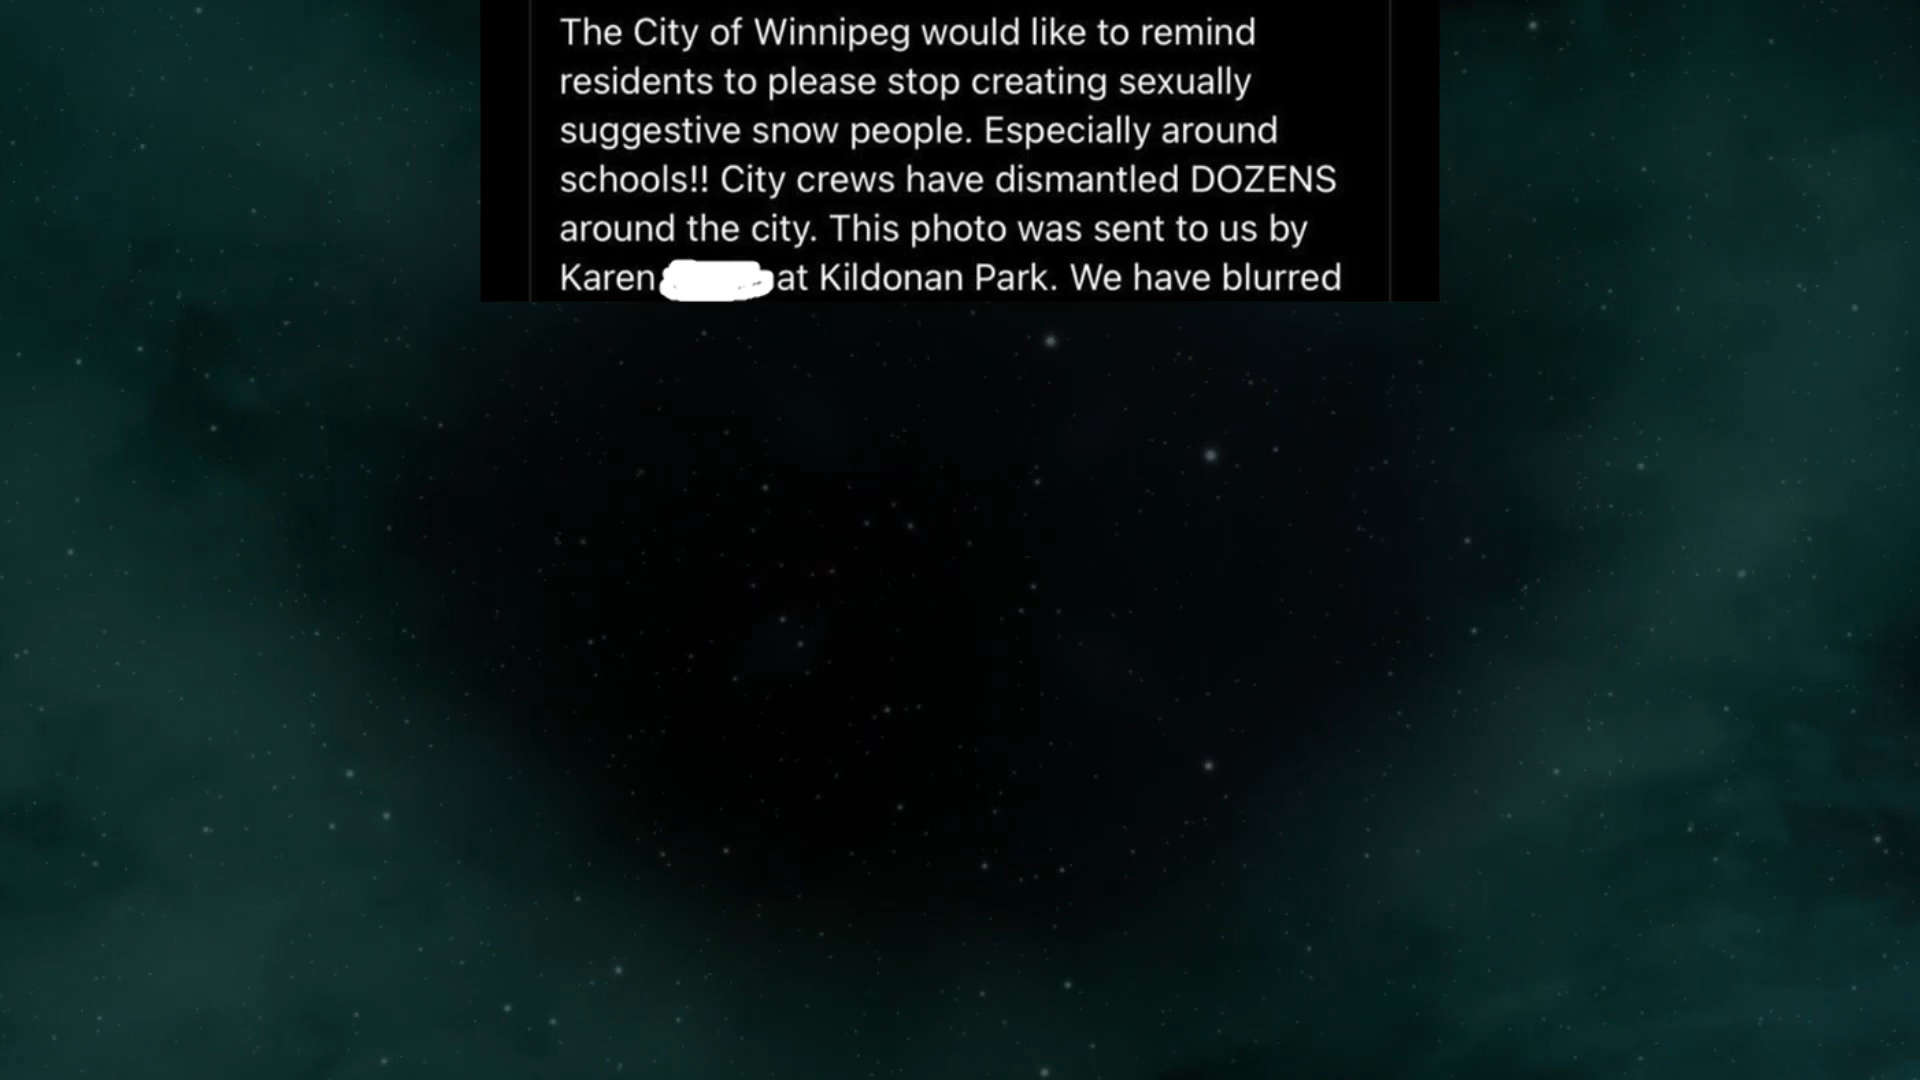 The City of Winnipeg would like to remind
residents to please stop creating sexually
suggestive snow people. Especially around
schools!! City crews have dismantled DOZENS
around the city. This photo was sent to us by
Karen at Kildonan Park. We have blurred